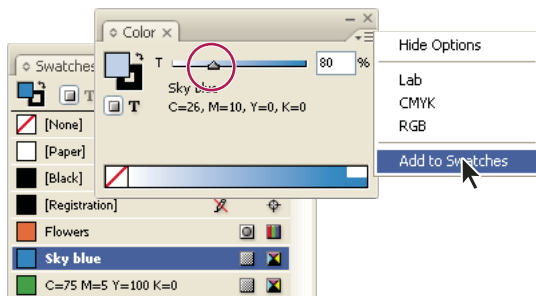 Color
T 80 %
Sky blue
T C=26, M=10, Y=0, K=0
Hide Options
Lab
CMYK
RGB
Add to Swatches
Swatches
T
[None]
[Paper]
[Black]
[Registration]
Flowers
Sky blue
C=75 M=5 Y=100 K=0